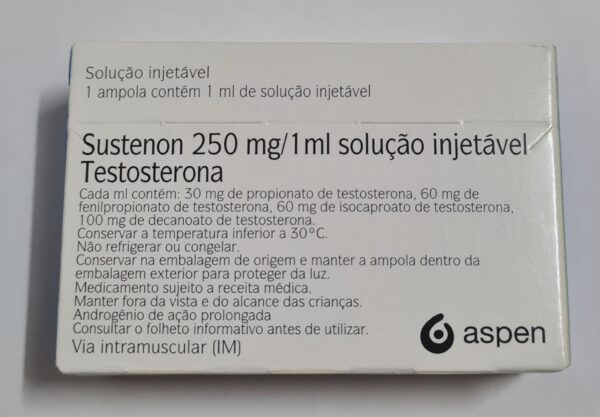 Solução injetável
1 ampola contém 1 ml de solução injetável
Sustenon 250 mg/1ml solução injetável
Testosterona
Cada ml contém: 30 mg de propionato de testosterona, 60 mg de
fenilpropionato de testosterona, 60 mg de isocaproato de testosterona,
100 mg de decanoato de testosterona.
Conservar a temperatura inferior a 30°C.
Não refrigerar ou congelar.
Conservar na embalagem de origem e manter a ampola dentro da
embalagem exterior para proteger da luz.
Medicamento sujeito a receita médica.
Manter fora da vista e do alcance das crianças.
Androgênio de ação prolongada
Consultar o folheto informativo antes de utilizar.
Via intramuscular (IM)
aspen